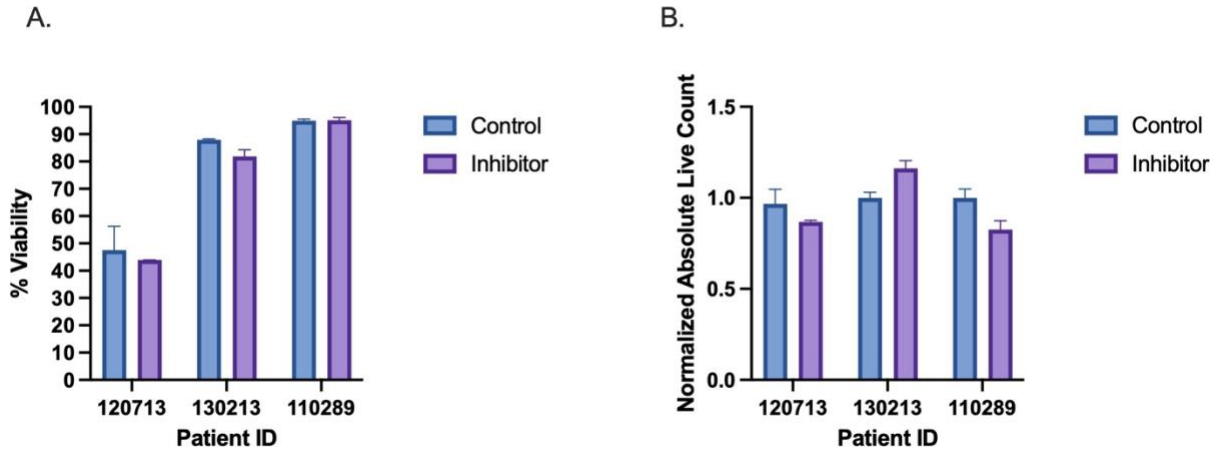 A.
% Viability
100
90
80
70
60
50
40
30
20
10
0
120713 130213 110289
Patient ID
Control
Inhibitor
B.
Normalized Absolute Live Count
1.5
1.0
0.5
0.0
120713 130213 110289
Patient ID
Control
Inhibitor